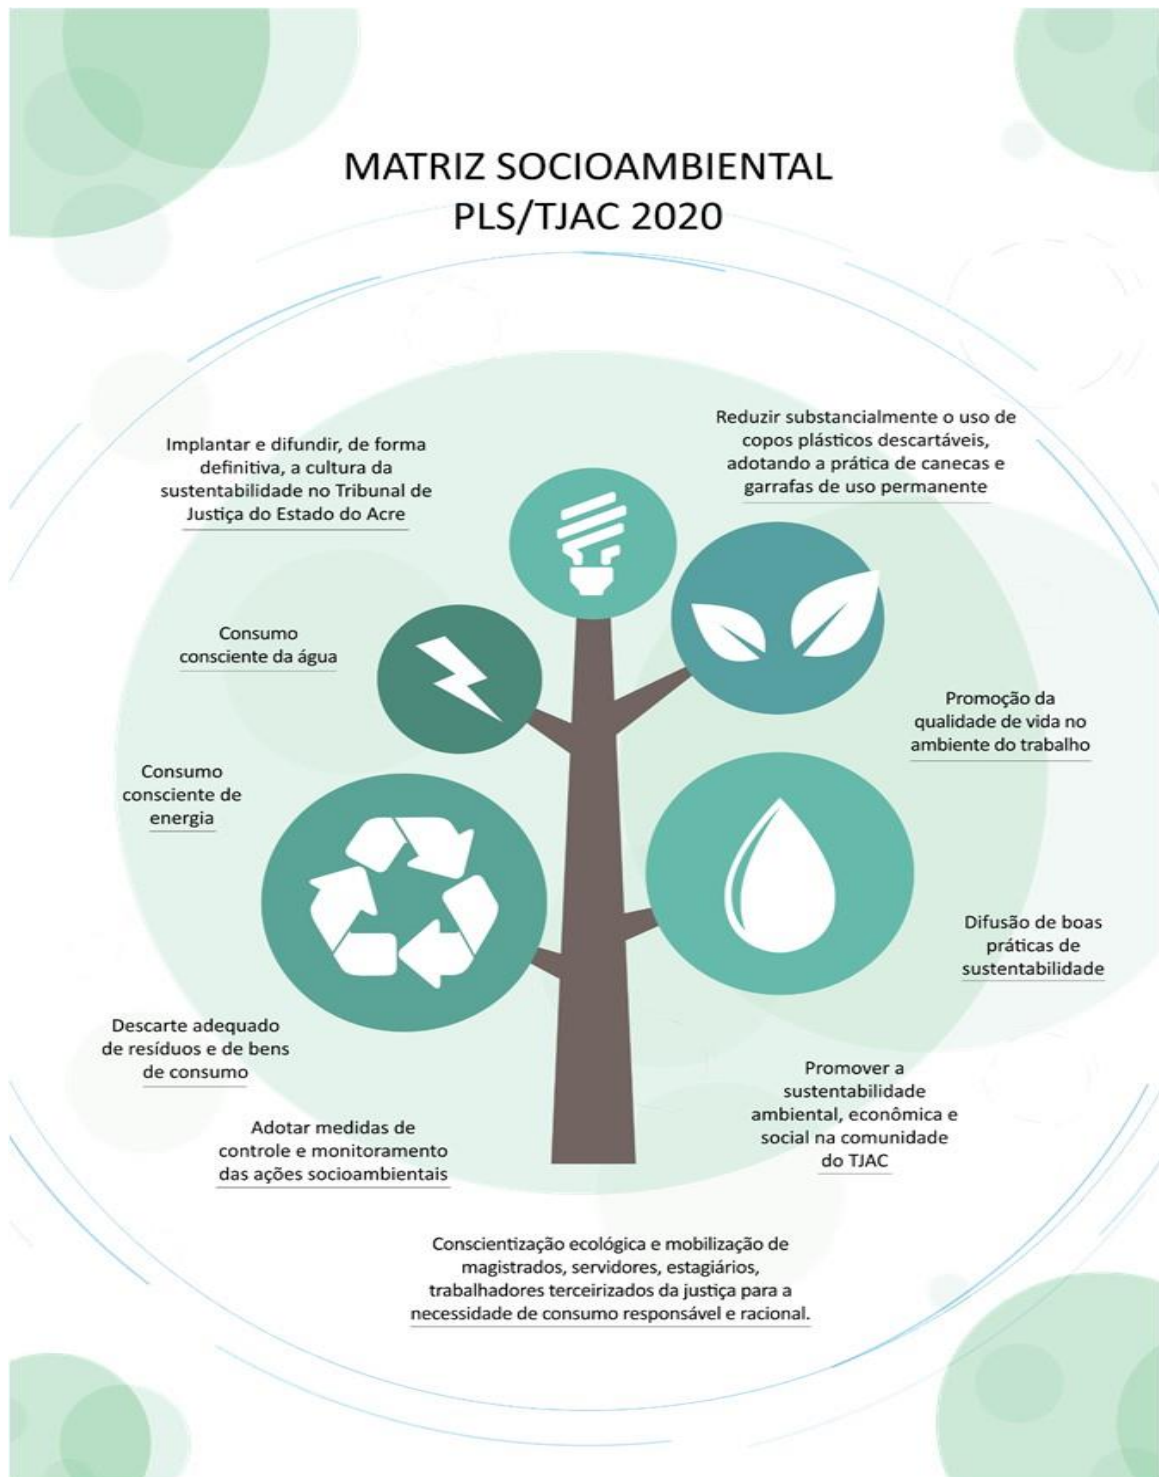 MATRIZ SOCIOAMBIENTAL
PLS/TJAC 2020
Implantar e difundir, de forma
definitiva, a cultura da
sustentabilidade no Tribunal de
Justiça do Estado do Acre
Reduzir substancialmente o uso de
copos plásticos descartáveis,
adotando a prática de canecas e
garrafas de uso permanente
Consumo
consciente da água
Promoção da
qualidade de vida no
ambiente do trabalho
Consumo
consciente de
energia
Difusão de boas
práticas de
sustentabilidade
Descarte adequado
de resíduos e de bens
de consumo
Promover a
sustentabilidade
ambiental, econômica e
social na comunidade
do TJAC
Adotar medidas de
controle e monitoramento
das ações socioambientais
Conscientização ecológica e mobilização de
magistrados, servidores, estagiários,
trabalhadores terceirizados da justiça para a
necessidade de consumo responsável e racional.